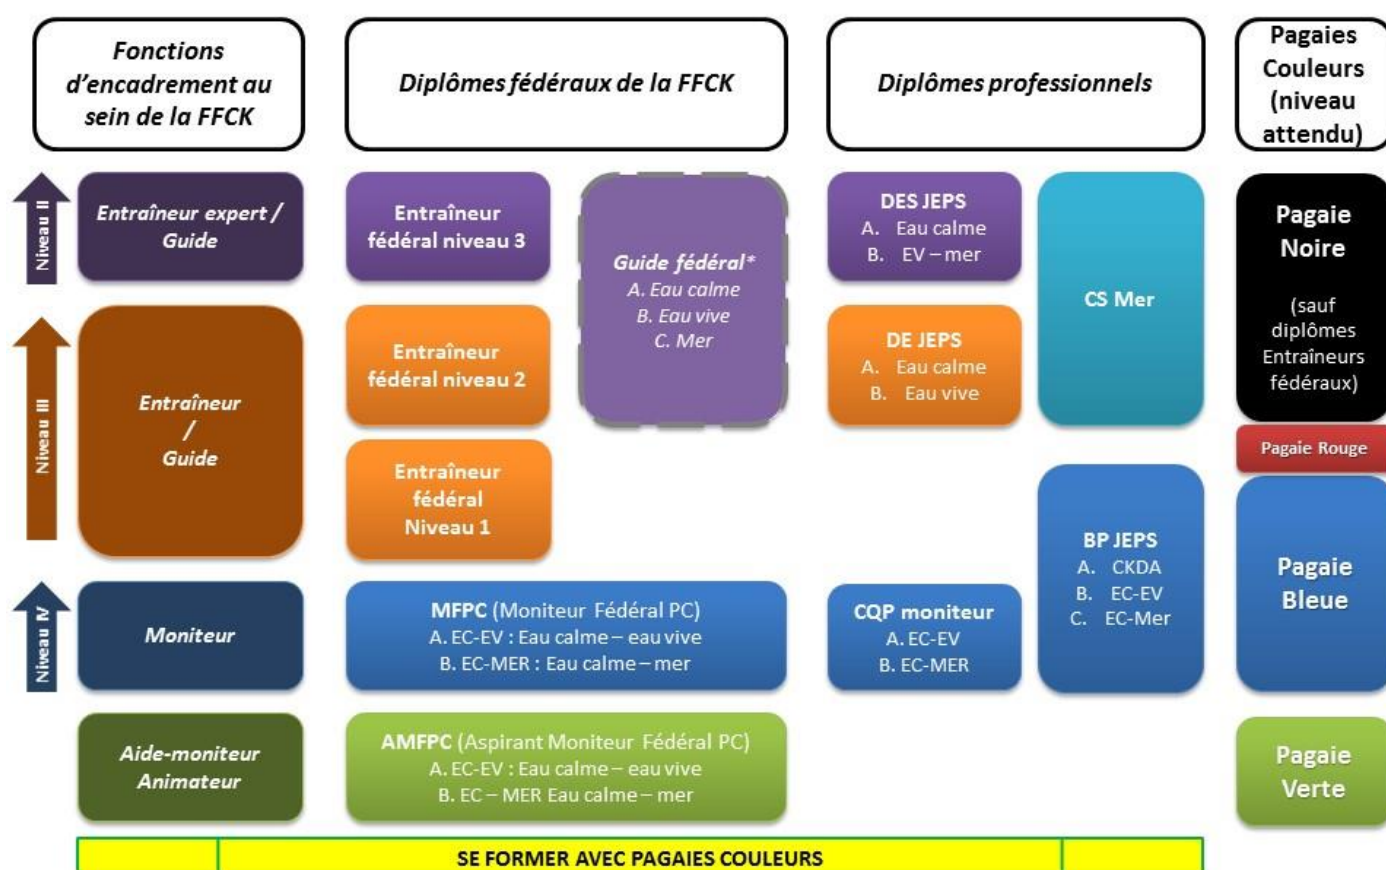 Fonctions
d'encadrement au
sein de la FFCK
Diplômes fédéraux de la FFCK
Diplômes professionnels
Pagaies
Couleurs
(niveau
attendu)
Niveau II
Entraîneur expert /
Guide
Entraîneur
fédéral niveau 3
Guide fédéral*
A. Eau calme
B. Eau vive
C. Mer
DES JEPS
A. Eau calme
B. EV – mer
CS Mer
Pagaie
Noire
(sauf
diplômes
Entraîneurs
fédéraux)
Niveau III
Entraîneur
/
Guide
Entraîneur
fédéral niveau 2
DE JEPS
A. Eau calme
B. Eau vive
Pagaie Rouge
Entraîneur
fédéral
Niveau 1
BP JEPS
A. CKDA
B. EC-EV
C. EC-Mer
Pagaie
Bleue
Niveau IV
Moniteur
MFPC (Moniteur Fédéral PC)
A. EC-EV : Eau calme – eau vive
B. EC-MER : Eau calme – mer
CQP moniteur
A. EC-EV
B. EC-MER
Aide-moniteur
Animateur
AMFPC (Aspirant Moniteur Fédéral PC)
A. EC-EV : Eau calme – eau vive
B. EC – MER Eau calme – mer
Pagaie
Verte
SE FORMER AVEC PAGAIES COULEURS